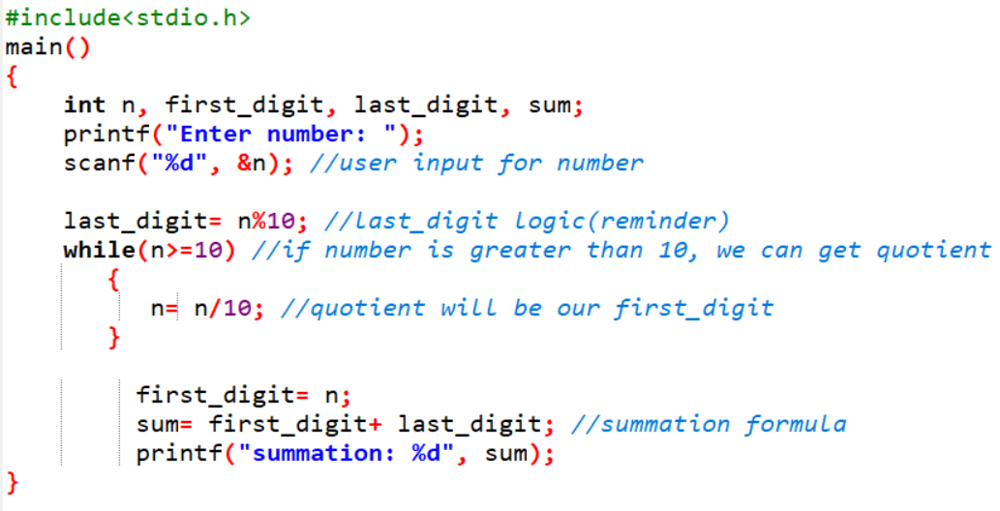 #include<stdio.h>
main()
{
int n, first_digit, last_digit, sum;
printf("Enter number: ");
scanf("%d", &n); //user input for number
last_digit= n%10; //last_digit logic(reminder)
while(n>=10) //if number is greater than 10, we can get quotient
{
n= n/10; //quotient will be our first_digit
}
first_digit= n;
sum= first_digit+ last_digit; //summation formula
printf("summation: %d", sum);
}